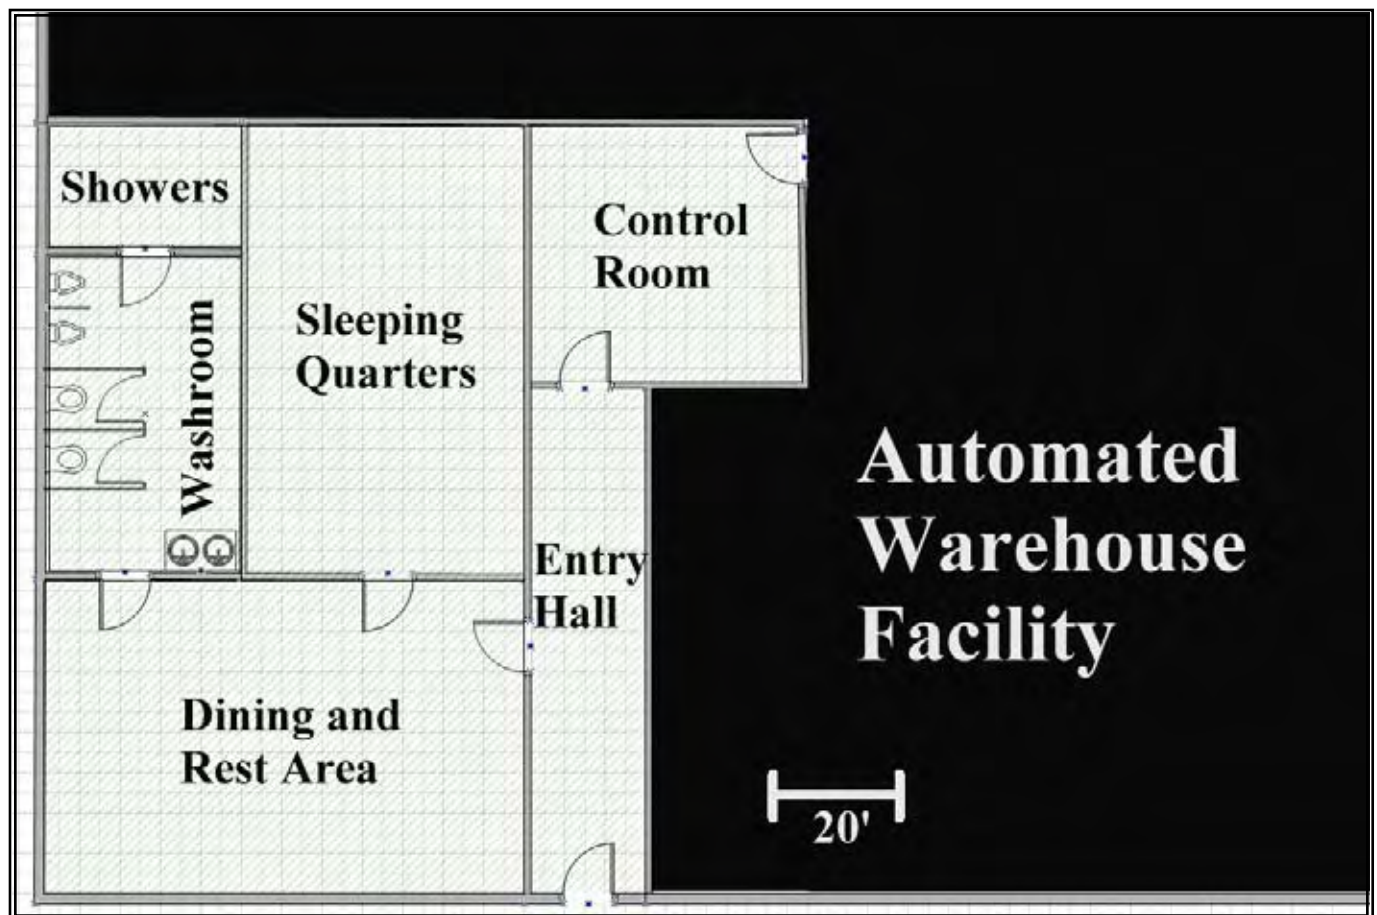 Showers
Control
Room
Sleeping
Quarters
Washroom
Automated
Warehouse
Facility
Entry
Hall
Dining and
Rest Area
20'